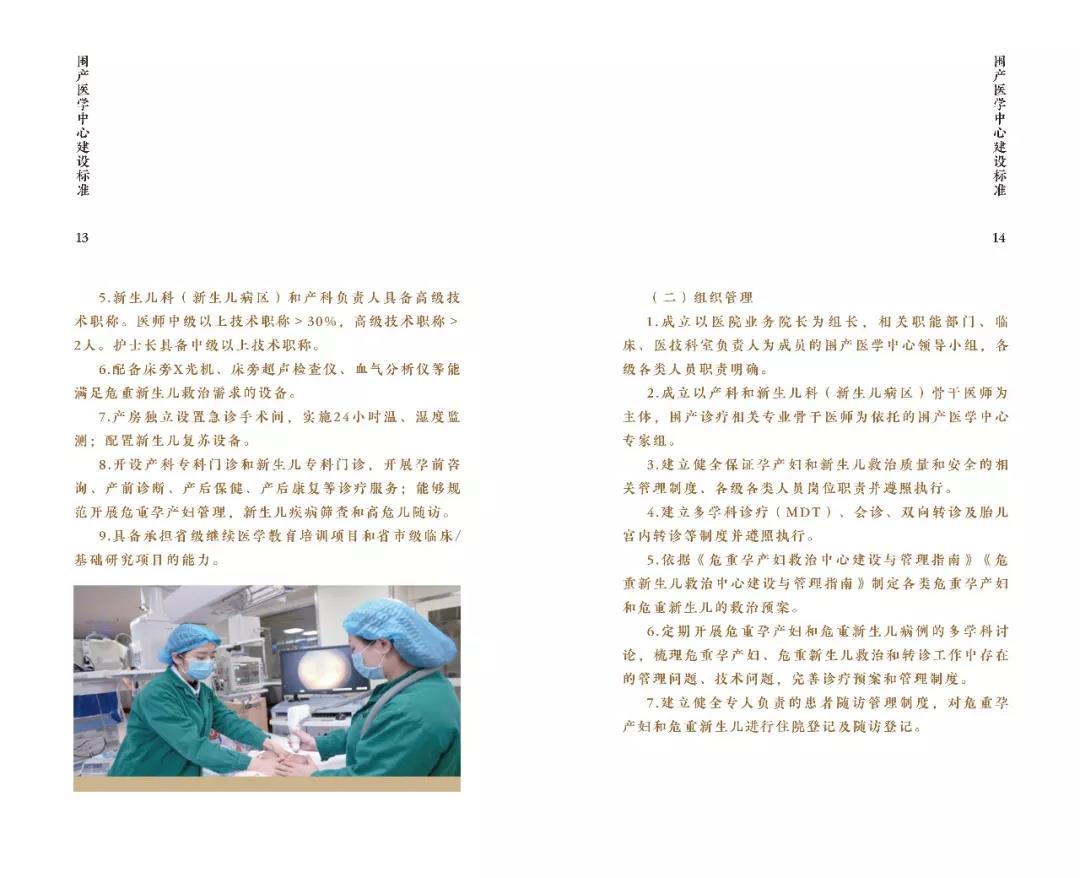 围产医学中心建设标准
13
5.新生儿科（新生儿病区）和产科负责人具备高级技
术职称。医师中级以上技术职称＞30%，高级技术职称＞
2人。护士长具备中级以上技术职称。
6.配备床旁X光机、床旁超声检查仪、血气分析仪等能
满足危重新生儿救治需求的设备。
7.产房独立设置急诊手术间，实施24小时温、湿度监
测；配置新生儿复苏设备。
8.开设产科专科门诊和新生儿专科门诊，开展孕前咨
询、产前诊断、产后保健、产后康复等诊疗服务；能够规
范开展危重孕产妇管理，新生儿疾病筛查和高危儿随访。
9.具备承担省级继续医学教育培训项目和省市级临床/
基础研究项目的能力。
围产医学中心建设标准
14
（二）组织管理
1.成立以医院业务院长为组长，相关职能部门、临
床、医技科室负责人为成员的围产医学中心领导小组，各
级各类人员职责明确。
2.成立以产科和新生儿科（新生儿病区）骨干医师为
主体，围产诊疗相关专业骨干医师为依托的围产医学中心
专家组。
3.建立健全保证孕产妇和新生儿救治质量和安全的相
关管理制度、各级各类人员岗位职责并遵照执行。
4.建立多学科诊疗（MDT）、会诊、双向转诊及胎儿
宫内转诊等制度并遵照执行。
5.依据《危重孕产妇救治中心建设与管理指南》《危
重新生儿救治中心建设与管理指南》制定各类危重孕产妇
和危重新生儿的救治预案。
6.定期开展危重孕产妇和危重新生儿病例的多学科讨
论，梳理危重孕产妇、危重新生儿救治和转诊工作中存在
的管理问题、技术问题，完善诊疗预案和管理制度。
7.建立健全专人负责的患者随访管理制度，对危重孕
产妇和危重新生儿进行住院登记及随访登记。